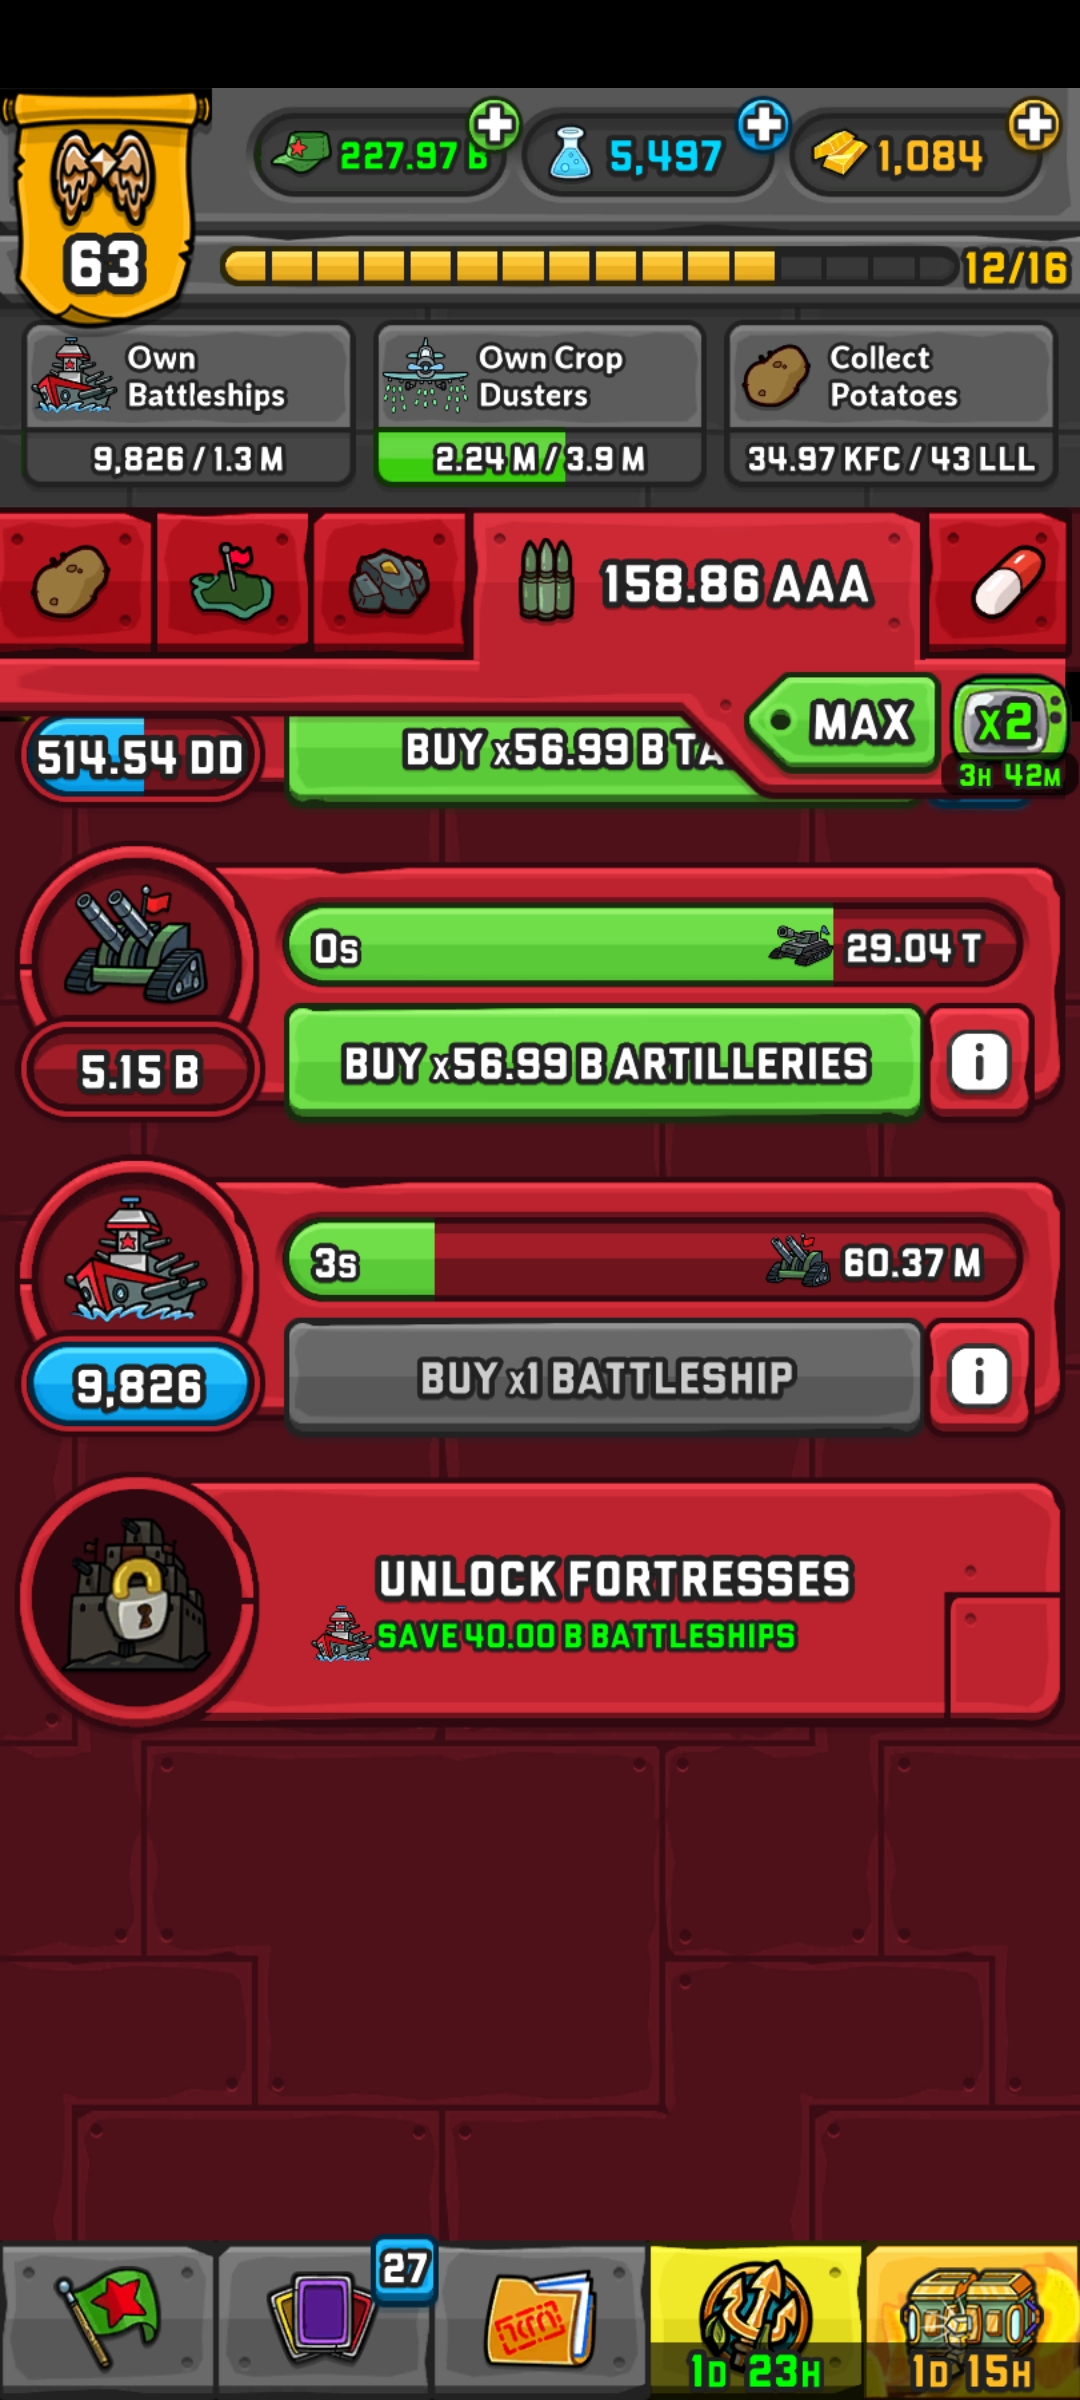 227.97 B
5,497
1,084
63
12/16
Own
Battleships
9,826 / 1.3 M
Own Crop
Dusters
2.24 M / 3.9 M
Collect
Potatoes
34.97 KFC / 43 LLL
158.86 AAA
MAX
x2
3H 42M
514.54 DD
BUY x56.99 B TA
0s
29.04 T
5.15 B
BUY x56.99 B ARTILLERIES
i
3s
60.37 M
9,826
BUY x1 BATTLESHIP
i
UNLOCK FORTRESSES
SAVE 40.00 B BATTLESHIPS
27
1D 23H
1D 15H